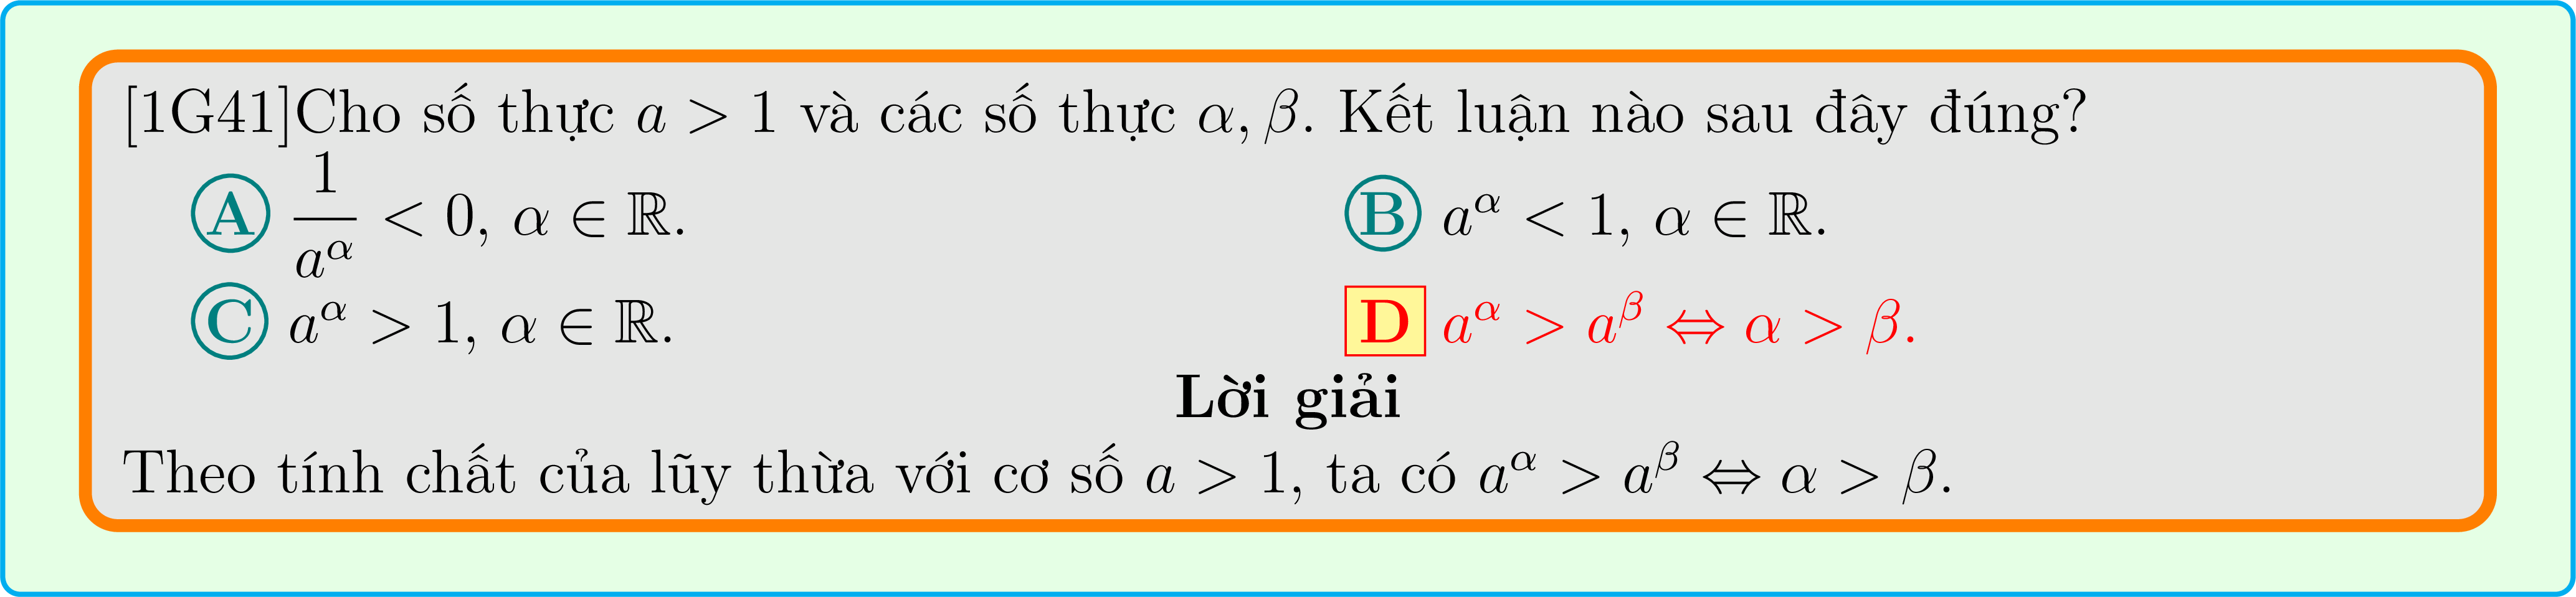 [1G41]Cho số thực $a > 1$ và các số thực $\alpha, \beta$. Kết luận nào sau đây đúng?
A $\dfrac{1}{a^{\alpha}} < 0$, $\alpha \in \mathbb{R}$. B $a^{\alpha} < 1$, $\alpha \in \mathbb{R}$.
C $a^{\alpha} > 1$, $\alpha \in \mathbb{R}$. D $a^{\alpha} > a^{\beta} \Leftrightarrow \alpha > \beta$.
Lời giải
Theo tính chất của lũy thừa với cơ số $a > 1$, ta có $a^{\alpha} > a^{\beta} \Leftrightarrow \alpha > \beta$.